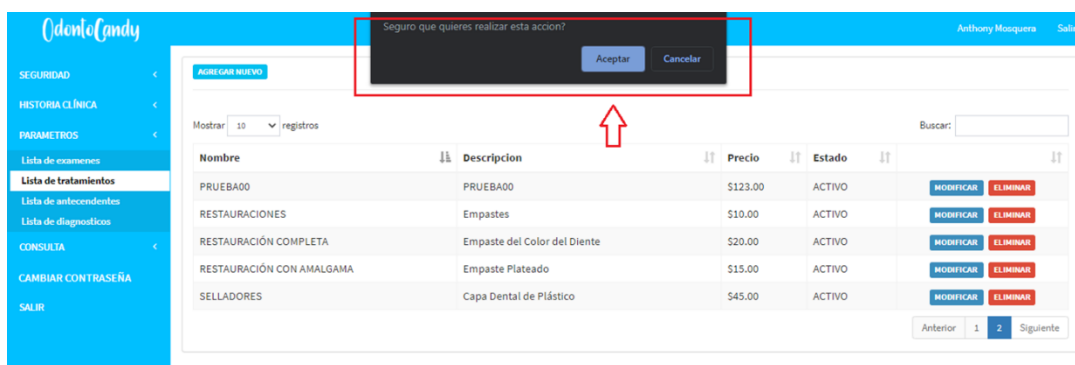 OdontoCandy
Seguro que quieres realizar esta accion?
Aceptar Cancelar
Anthony Mosquera
SEGURIDAD
HISTORIA CLÍNICA
PARAMETROS
Lista de examenes
Lista de tratamientos
Lista de antecendentes
Lista de diagnosticos
CONSULTA
CAMBIAR CONTRASEÑA
SALIR
AGREGAR NUEVO
Mostrar 10 registros Buscar:
Nombre Descripcion Precio Estado
PRUEBA00 PRUEBA00 $123.00 ACTIVO MODIFICAR ELIMINAR
RESTAURACIONES Empastes $10.00 ACTIVO MODIFICAR ELIMINAR
RESTAURACIÓN COMPLETA Empaste del Color del Diente $20.00 ACTIVO MODIFICAR ELIMINAR
RESTAURACIÓN CON AMALGAMA Empaste Plateado $15.00 ACTIVO MODIFICAR ELIMINAR
SELLADORES Capa Dental de Plástico $45.00 ACTIVO MODIFICAR ELIMINAR
Anterior 1 2 Siguiente